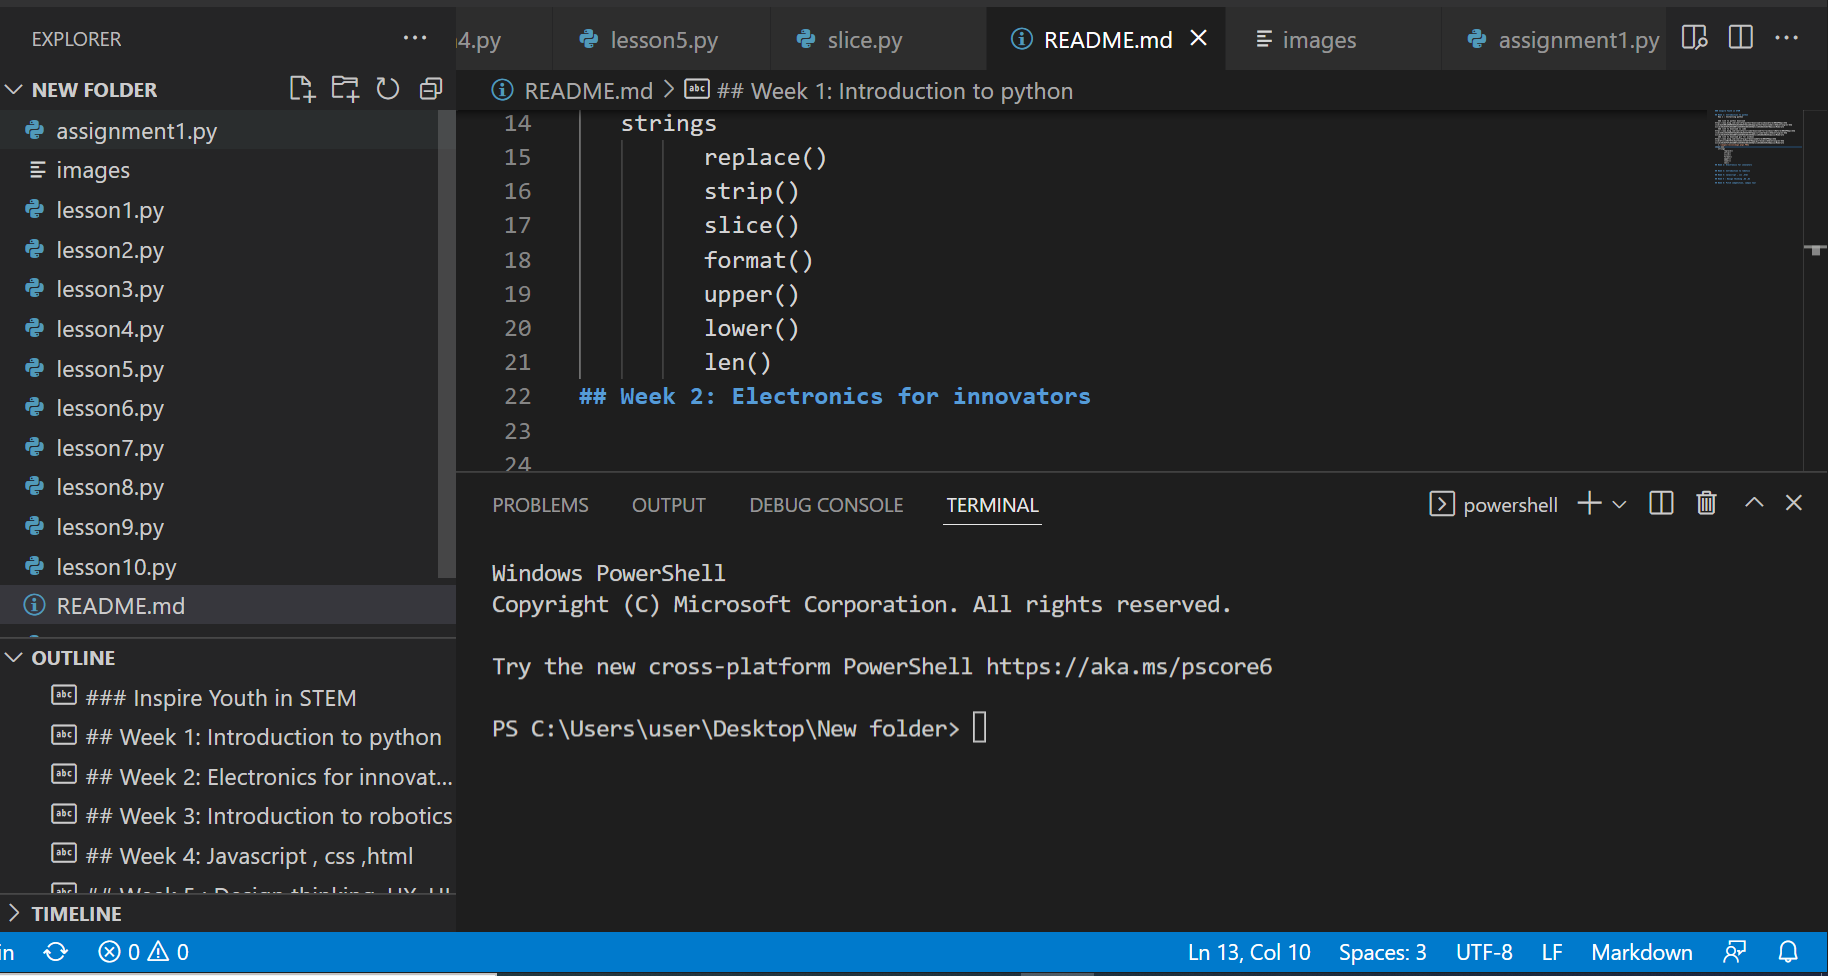 EXPLORER
NEW FOLDER
assignment1.py
images
lesson1.py
lesson2.py
lesson3.py
lesson4.py
lesson5.py
lesson6.py
lesson7.py
lesson8.py
lesson9.py
lesson10.py
README.md
OUTLINE
### Inspire Youth in STEM
## Week 1: Introduction to python
## Week 2: Electronics for innovat...
## Week 3: Introduction to robotics
## Week 4: Javascript , css ,html
## Week 5 : Design thinking, UX, UI
TIMELINE
4.py lesson5.py slice.py README.md images assignment1.py
README.md > ## Week 1: Introduction to python
14 strings
15 replace()
16 strip()
17 slice()
18 format()
19 upper()
20 lower()
21 len()
22 ## Week 2: Electronics for innovators
23
24
PROBLEMS OUTPUT DEBUG CONSOLE TERMINAL powershell
Windows PowerShell
Copyright (C) Microsoft Corporation. All rights reserved.
Try the new cross-platform PowerShell https://aka.ms/pscore6
PS C:\Users\user\Desktop\New folder>
in 0 0 Ln 13, Col 10 Spaces: 3 UTF-8 LF Markdown